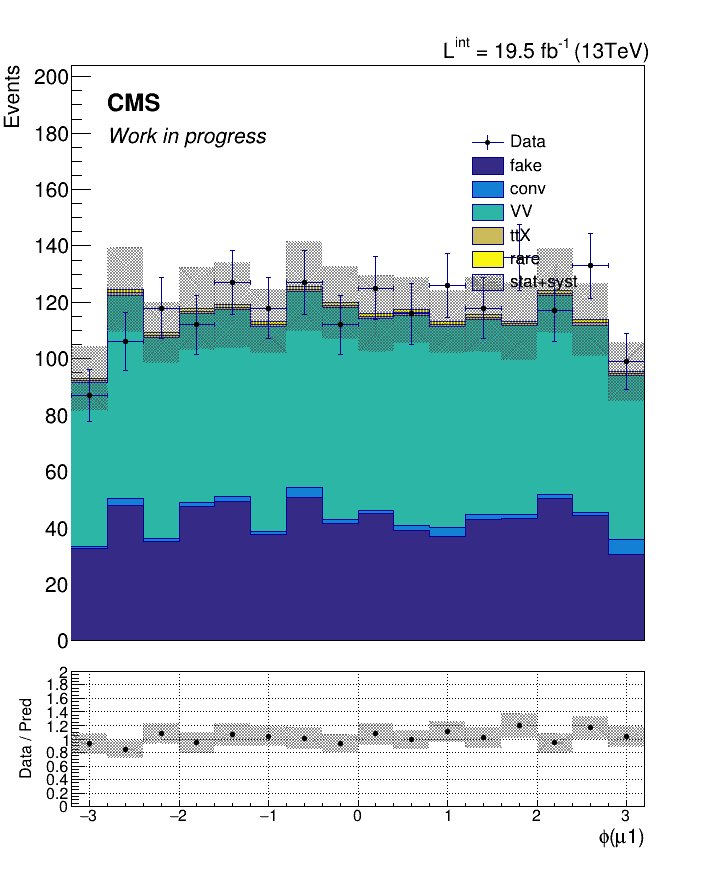 L^int = 19.5 fb^-1 (13TeV)
Events
200
180
160
140
120
100
80
60
40
20
0
CMS
Work in progress
Data
fake
conv
VV
ttX
rare
stat+syst
Data / Pred
2
1.8
1.6
1.4
1.2
1
0.8
0.6
0.4
0.2
0
−3
−2
−1
0
1
2
3
ϕ(μ1)